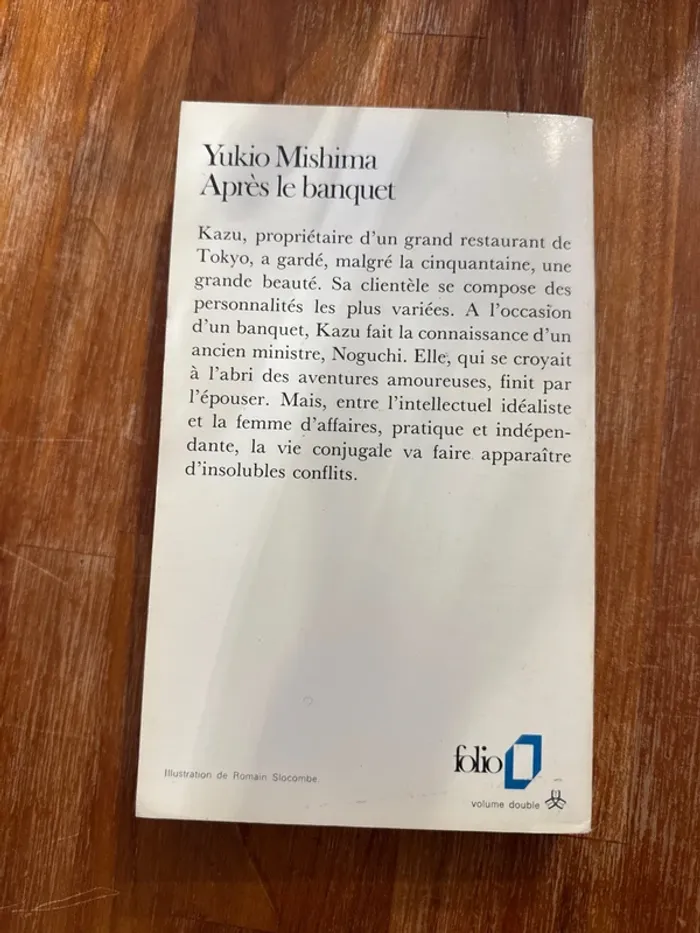 Yukio Mishima
Après le banquet
Kazu, propriétaire d'un grand restaurant de
Tokyo, a gardé, malgré la cinquantaine, une
grande beauté. Sa clientèle se compose des
personnalités les plus variées. A l'occasion
d'un banquet, Kazu fait la connaissance d'un
ancien ministre, Noguchi. Elle, qui se croyait
à l'abri des aventures amoureuses, finit par
l'épouser. Mais, entre l'intellectuel idéaliste
et la femme d'affaires, pratique et indépen-
dante, la vie conjugale va faire apparaître
d'insolubles conflits.
Illustration de Romain Slocombe.
folio
volume double